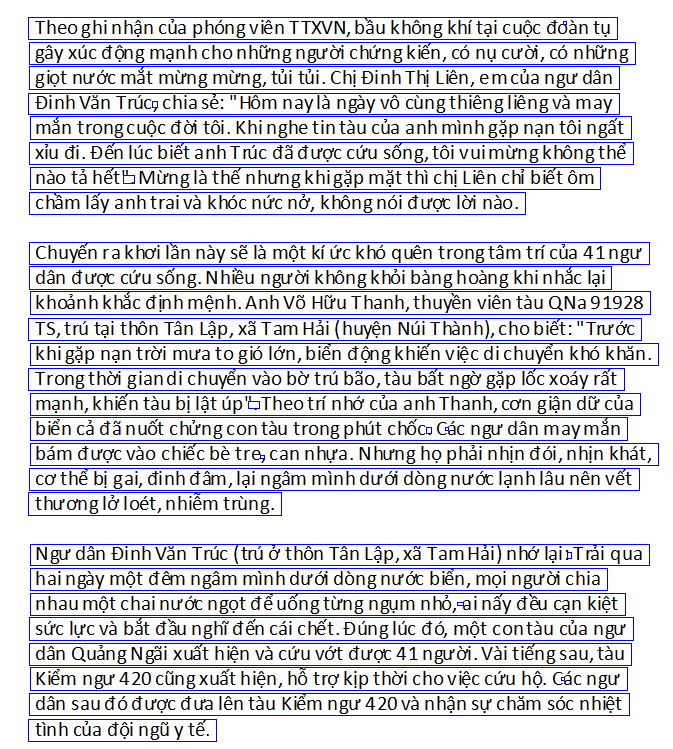 Theo ghi nhận của phóng viên TTXVN, bầu không khí tại cuộc đoàn tụ
gây xúc động mạnh cho những người chứng kiến, có nụ cười, có những
giọt nước mắt mừng mừng, tủi tủi. Chị Đinh Thị Liên, em của ngư dân
Đinh Văn Trúc, chia sẻ: "Hôm nay là ngày vô cùng thiêng liêng và may
mắn trong cuộc đời tôi. Khi nghe tin tàu của anh mình gặp nạn tôi ngất
xỉu đi. Đến lúc biết anh Trúc đã được cứu sống, tôi vui mừng không thể
nào tả hết". Mừng là thế nhưng khi gặp mặt thì chị Liên chỉ biết ôm
chầm lấy anh trai và khóc nức nở, không nói được lời nào.
Chuyến ra khơi lần này sẽ là một kí ức khó quên trong tâm trí của 41 ngư
dân được cứu sống. Nhiều người không khỏi bàng hoàng khi nhắc lại
khoảnh khắc định mệnh. Anh Võ Hữu Thanh, thuyền viên tàu QNa 91928
TS, trú tại thôn Tân Lập, xã Tam Hải (huyện Núi Thành), cho biết: "Trước
khi gặp nạn trời mưa to gió lớn, biển động khiến việc di chuyển khó khăn.
Trong thời gian di chuyển vào bờ trú bão, tàu bất ngờ gặp lốc xoáy rất
mạnh, khiến tàu bị lật úp". Theo trí nhớ của anh Thanh, cơn giận dữ của
biển cả đã nuốt chửng con tàu trong phút chốc. Các ngư dân may mắn
bám được vào chiếc bè tre, can nhựa. Nhưng họ phải nhịn đói, nhịn khát,
cơ thể bị gai, đinh đâm, lại ngâm mình dưới dòng nước lạnh lâu nên vết
thương lở loét, nhiễm trùng.
Ngư dân Đinh Văn Trúc (trú ở thôn Tân Lập, xã Tam Hải) nhớ lại: Trải qua
hai ngày một đêm ngâm mình dưới dòng nước biển, mọi người chia
nhau một chai nước ngọt để uống từng ngụm nhỏ, ai nấy đều cạn kiệt
sức lực và bắt đầu nghĩ đến cái chết. Đúng lúc đó, một con tàu của ngư
dân Quảng Ngãi xuất hiện và cứu vớt được 41 người. Vài tiếng sau, tàu
Kiểm ngư 420 cũng xuất hiện, hỗ trợ kịp thời cho việc cứu hộ. Các ngư
dân sau đó được đưa lên tàu Kiểm ngư 420 và nhận sự chăm sóc nhiệt
tình của đội ngũ y tế.